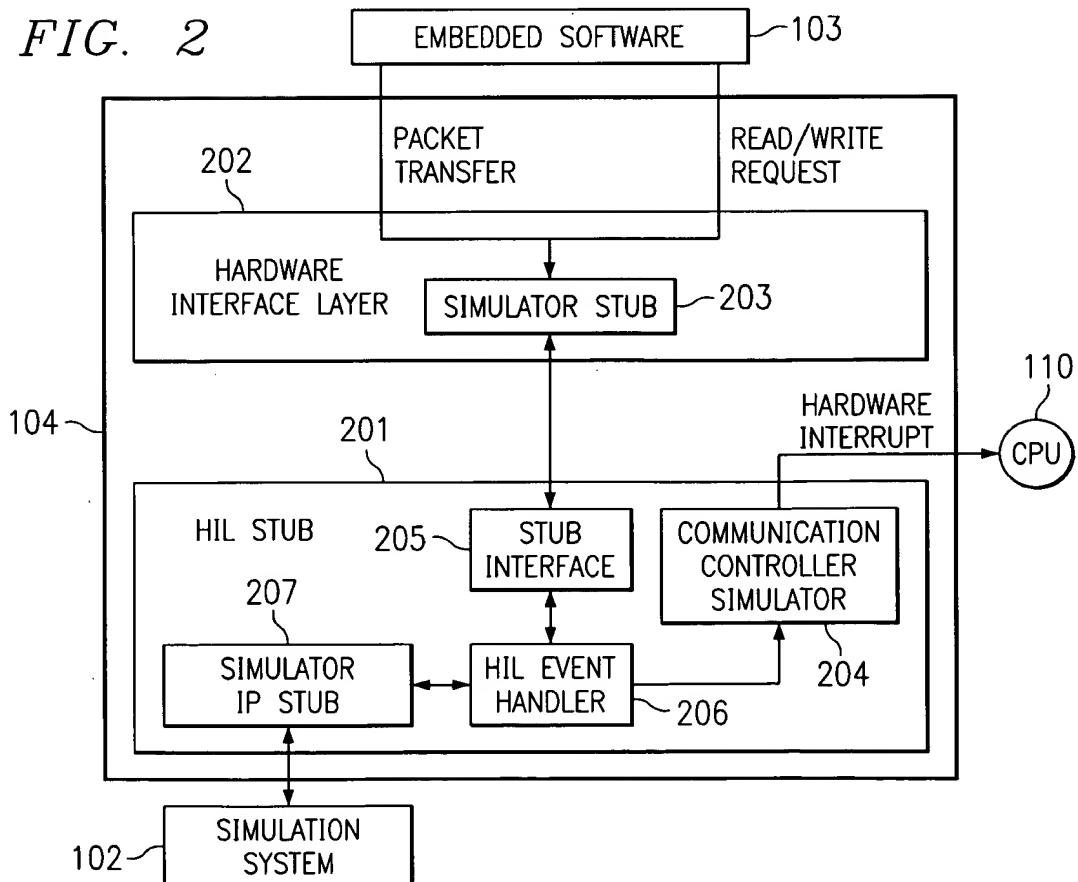 FIG. 2
EMBEDDED SOFTWARE
103
PACKET
TRANSFER
READ/WRITE
REQUEST
202
HARDWARE
INTERFACE LAYER
SIMULATOR STUB
203
104
HARDWARE
INTERRUPT
110
CPU
201
HIL STUB
205
STUB
INTERFACE
COMMUNICATION
CONTROLLER
SIMULATOR
204
207
SIMULATOR
IP STUB
HIL EVENT
HANDLER
206
SIMULATION
SYSTEM
102